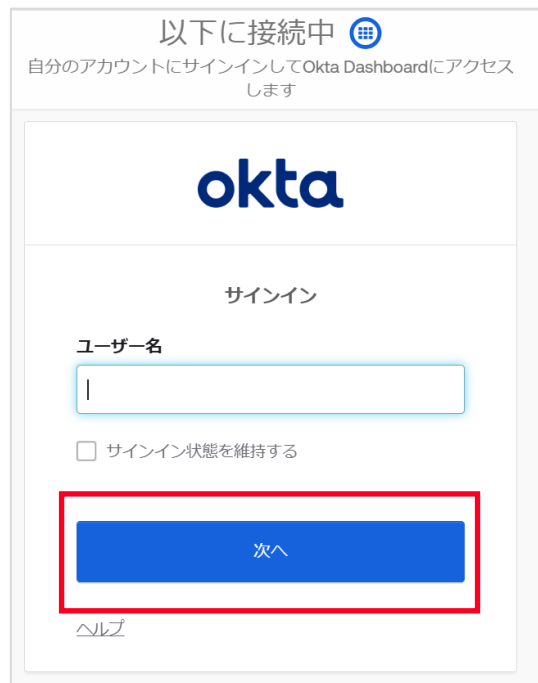 以下に接続中
自分のアカウントにサインインしてOkta Dashboardにアクセス
します
okta
サインイン
ユーザー名
サインイン状態を維持する
次へ
ヘルプ